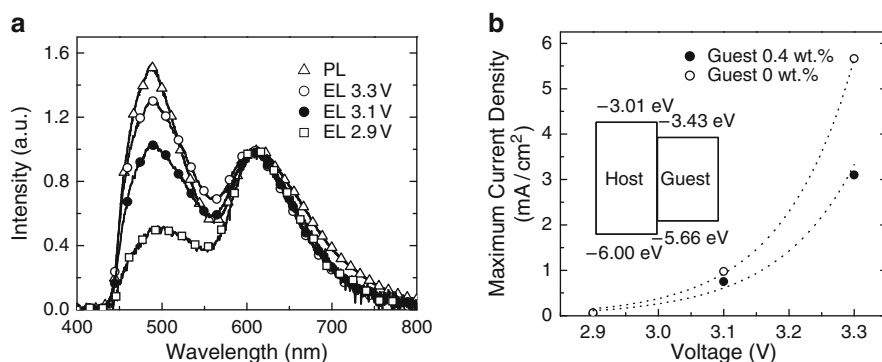 a
1.6
1.2
0.8
0.4
0.0
400
500
600
700
800
Intensity (a.u.)
Wavelength (nm)
PL
EL 3.3 V
EL 3.1 V
EL 2.9 V
b
6
5
4
3
2
1
0
2.9
3.0
3.1
3.2
3.3
Maximum Current Density
(mA/cm²)
Voltage (V)
Guest 0.4 wt.%
Guest 0 wt.%
−3.01 eV
−3.43 eV
Host
Guest
−6.00 eV
−5.66 eV